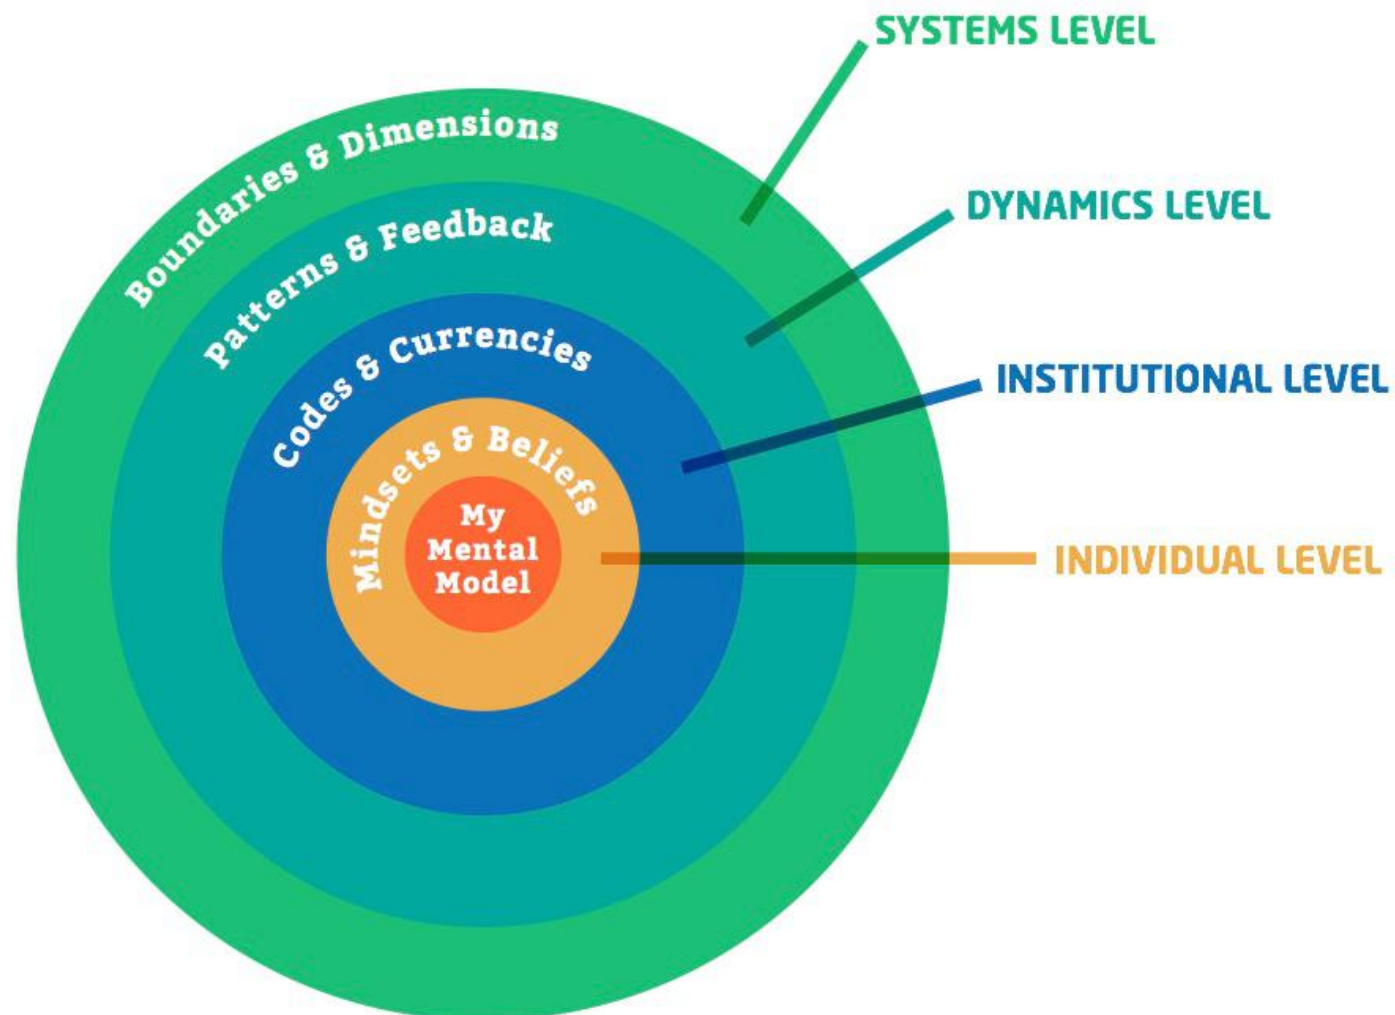 SYSTEMS LEVEL
Boundaries & Dimensions
DYNAMICS LEVEL
Patterns & Feedback
INSTITUTIONAL LEVEL
Codes & Currencies
Mindsets & Beliefs
My
Mental
Model
INDIVIDUAL LEVEL